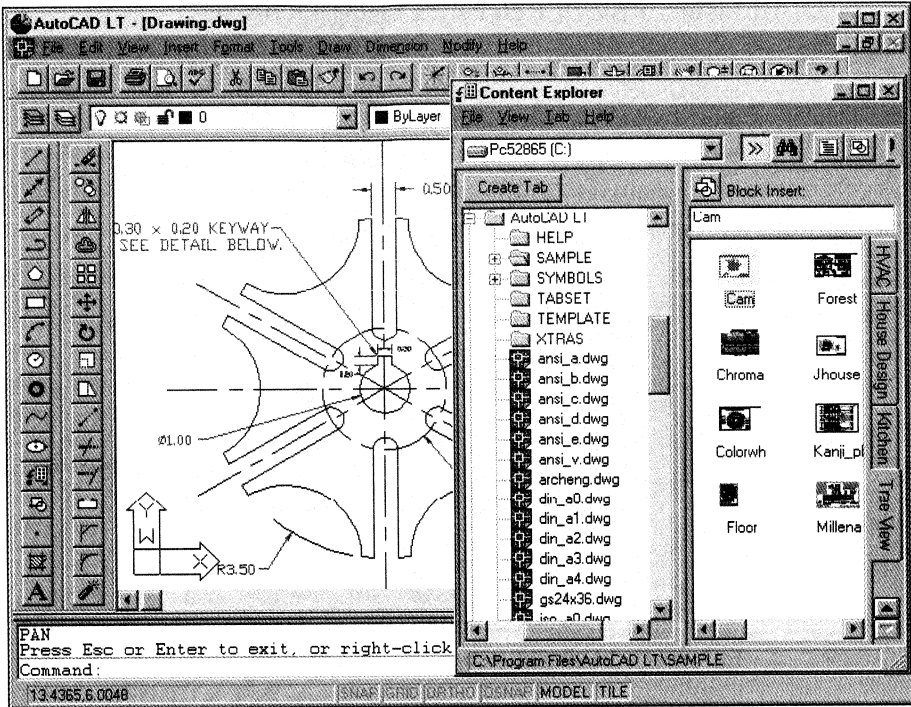 AutoCAD LT - [Drawing.dwg]
File Edit View Insert Format Tools Draw Dimension Modify Help
0
ByLayer
0.50
0.30 × 0.20 KEYWAY
SEE DETAIL BELOW.
Ø1.00
R3.50
Y
W
X
A
PAN
Press Esc or Enter to exit, or right-click
Command:
13.4365,6.0048
SNAP GRID ORTHO OSNAP MODEL TILE
Content Explorer
File View Tab Help
Pc52865 (C:)
Create Tab
Block Insert:
Cam
AutoCAD LT
HELP
SAMPLE
SYMBOLS
TABSET
TEMPLATE
XTRAS
ansi_a.dwg
ansi_b.dwg
ansi_c.dwg
ansi_d.dwg
ansi_e.dwg
ansi_v.dwg
archeng.dwg
din_a0.dwg
din_a1.dwg
din_a2.dwg
din_a3.dwg
din_a4.dwg
gs24x36.dwg
iso_a0.dwg
Cam
Forest
Chroma
Jhouse
Colorwh
Kanji_pl
Floor
Millena
HVAC
House Design
Kitchen
Tree View
C:\Program Files\AutoCAD LT\SAMPLE